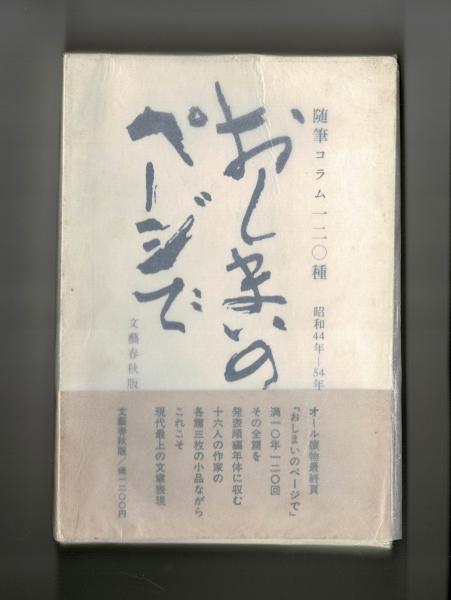 随筆コラム一二〇種 昭和44年—54年
おしまいの
ページで
文藝春秋版
オール讀物最終頁
「おしまいのページで」
満一〇年一二〇回
その全篇を
発表順編年体に収む
十六人の作家の
各篇三枚の小品ながら
これこそ
現代最上の文章表現
文藝春秋版/価一二〇〇円